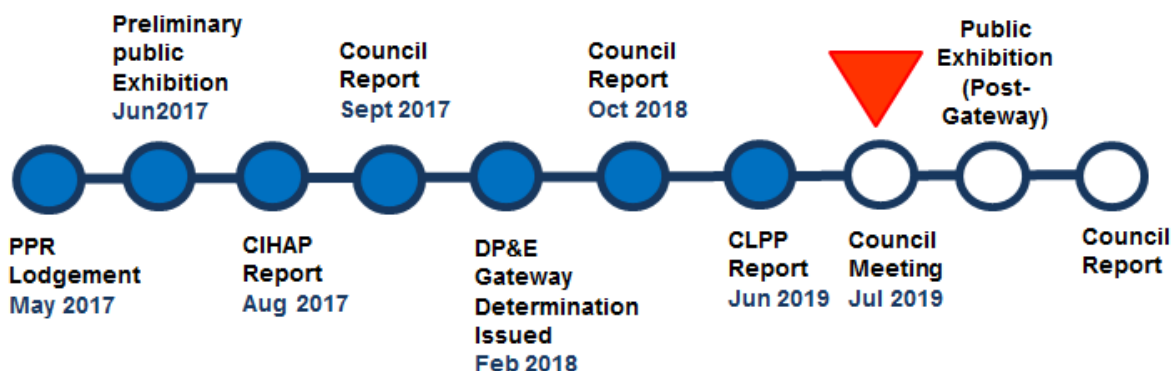 PPR
Lodgement
May 2017
Preliminary
public
Exhibition
Jun2017
CIHAP
Report
Aug 2017
Council
Report
Sept 2017
DP&E
Gateway
Determination
Issued
Feb 2018
Council
Report
Oct 2018
CLPP
Report
Jun 2019
Council
Meeting
Jul 2019
Public
Exhibition
(Post-
Gateway)
Council
Report